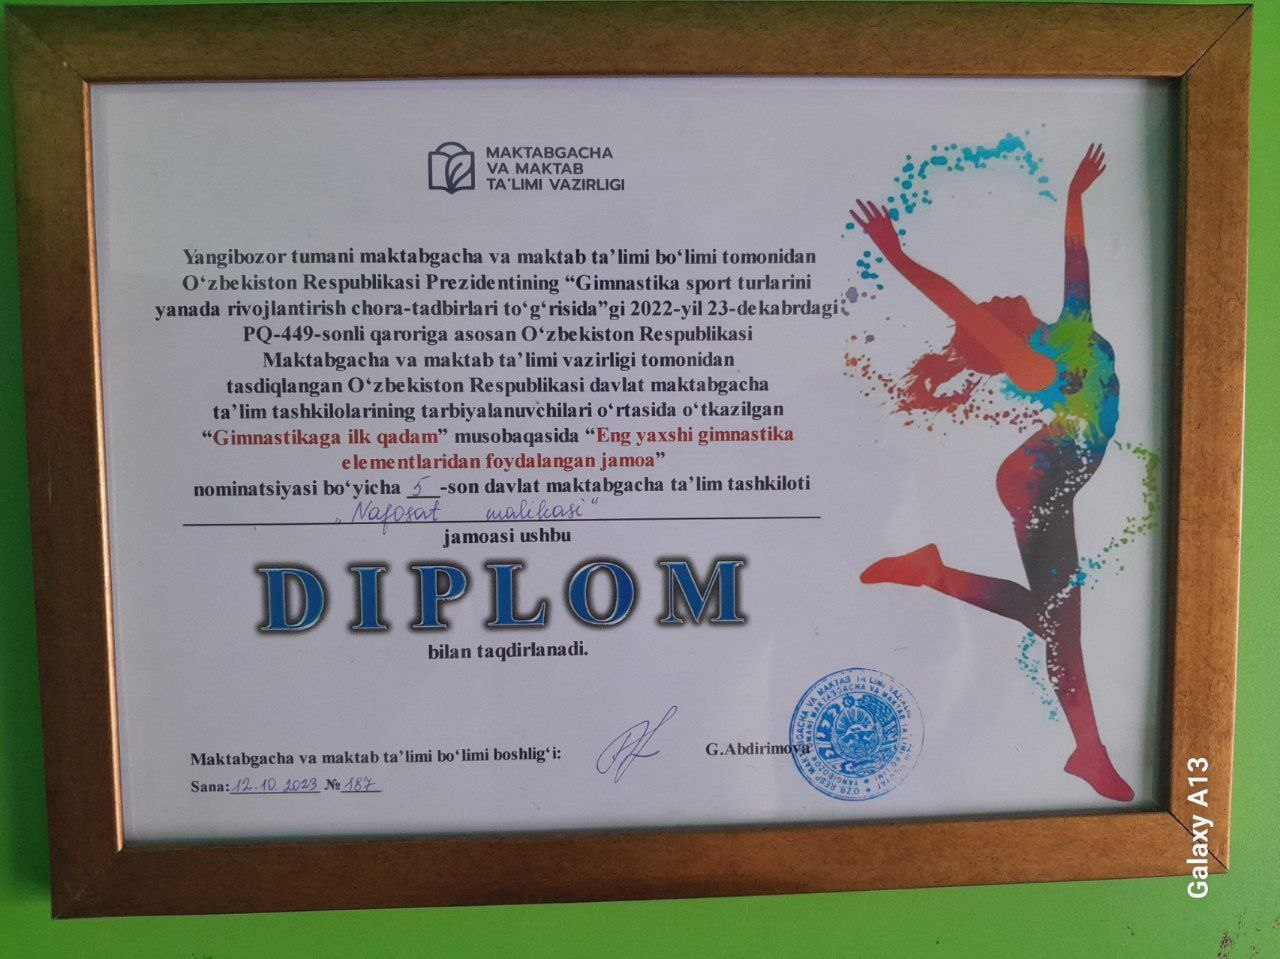 MAKTABGACHA
VA MAKTAB
TA'LIMI VAZIRLIGI
Yangibozor tumani maktabgacha va maktab ta’limi bo‘limi tomonidan
O‘zbekiston Respublikasi Prezidentining “Gimnastika sport turlarini
yanada rivojlantirish chora-tadbirlari to‘g‘risida”gi 2022-yil 23-dekabrdagi
PQ-449-sonli qaroriga asosan O‘zbekiston Respublikasi
Maktabgacha va maktab ta’limi vazirligi tomonidan
tasdiqlangan O‘zbekiston Respublikasi davlat maktabgacha
ta’lim tashkilolarining tarbiyalanuvchilari o‘rtasida o‘tkazilgan
“Gimnastikaga ilk qadam” musobaqasida “Eng yaxshi gimnastika
elementlaridan foydalangan jamoa”
nominatsiyasi bo‘yicha 5 -son davlat maktabgacha ta’lim tashkiloti
„Nafosat malikasi“
jamoasi ushbu
DIPLOM
bilan taqdirlanadi.
Maktabgacha va maktab ta’limi bo‘limi boshlig‘i: G.Abdirimova
Sana: 12.10.2023 № 187
Galaxy A13